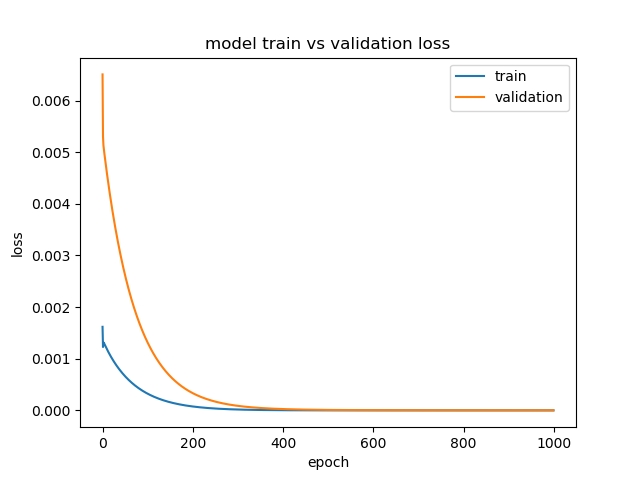 model train vs validation loss
train
validation
0.006
0.005
0.004
0.003
0.002
0.001
0.000
loss
0 200 400 600 800 1000
epoch